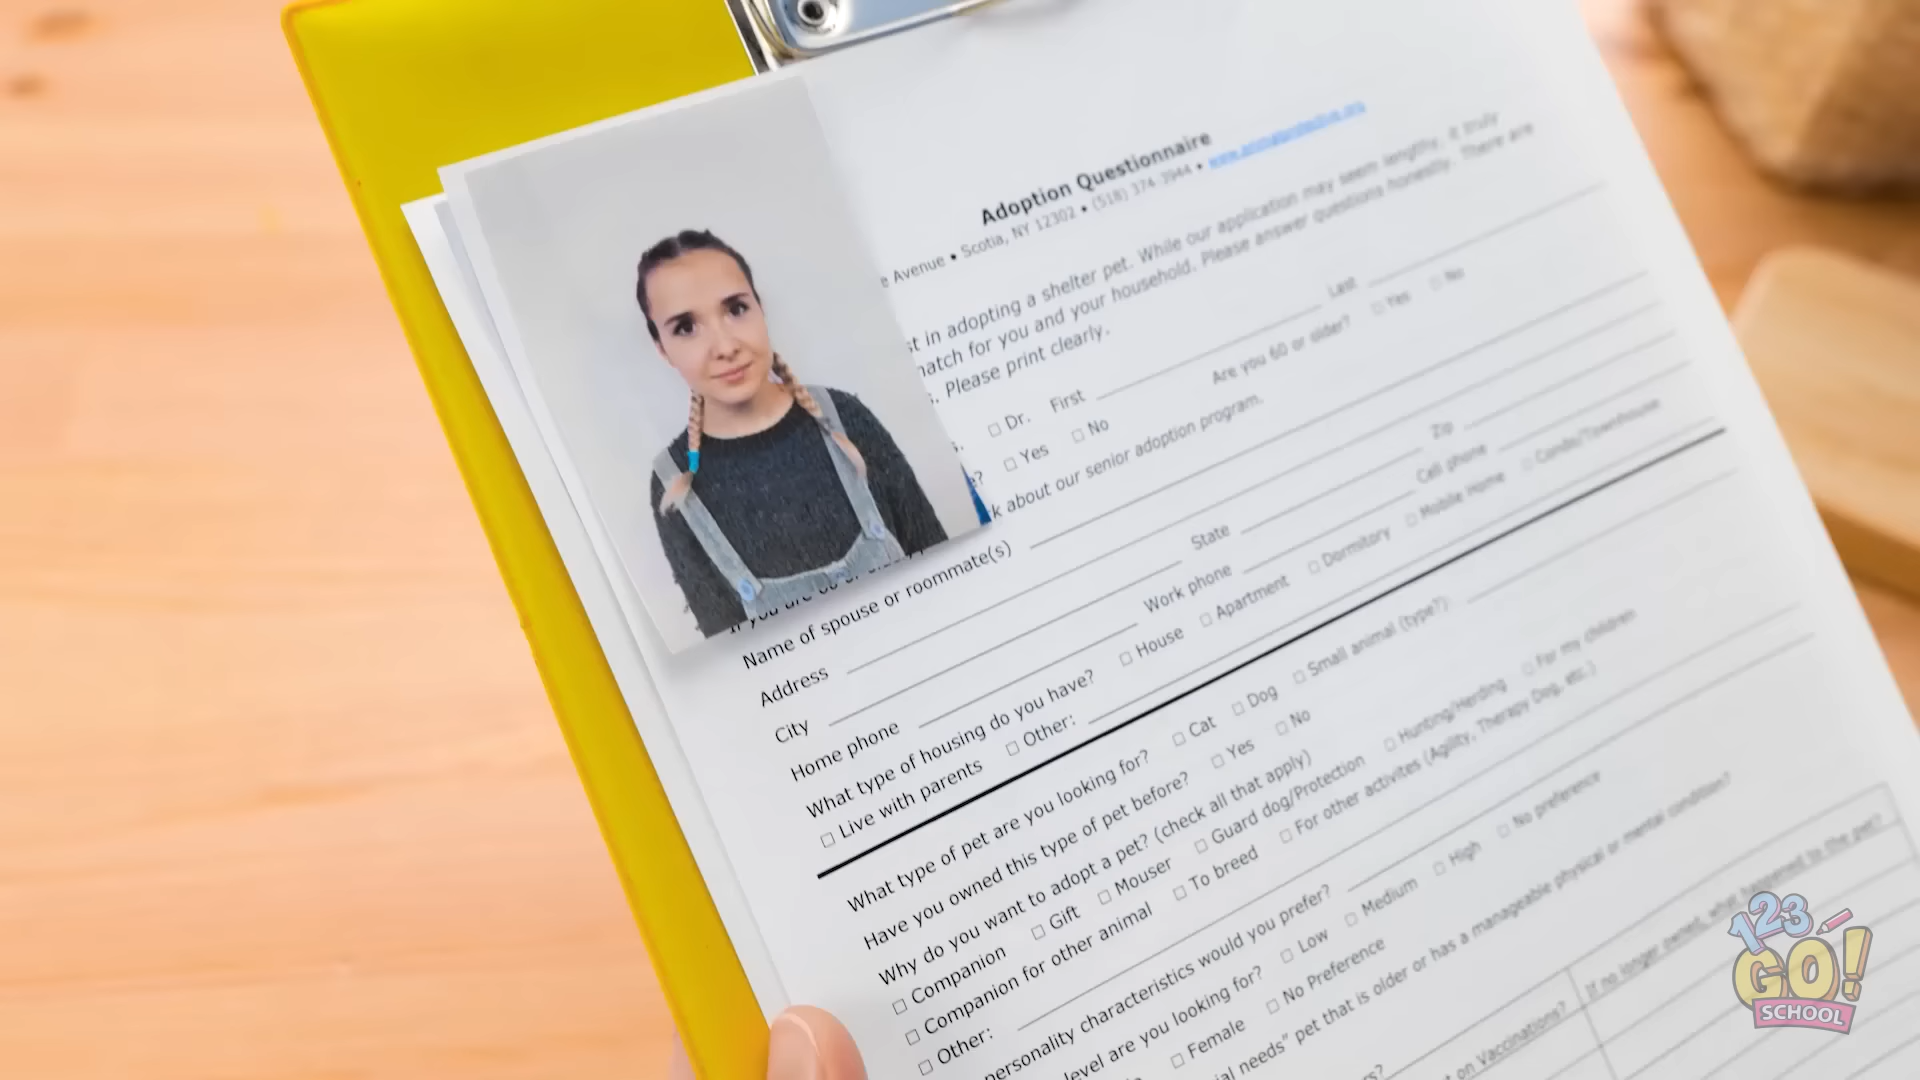 Adoption Questionnaire
e Avenue • Scotia, NY 12302 • (518) 374-3944 •
st in adopting a shelter pet. While our application may seem lengthy, it truly
match for you and your household. Please answer questions honestly. There are
s. Please print clearly.
s. □ Dr. First Last
e? □ Yes □ No Are you 60 or older? □ Yes □ No
If you are 60 or k about our senior adoption program.
Name of spouse or roommate(s)
Address
City State Zip
Home phone Work phone Cell phone
What type of housing do you have? □ House □ Apartment □ Dormitory □ Mobile Home □ Condo/Townhouse
□ Live with parents □ Other:
What type of pet are you looking for? □ Cat □ Dog □ Small animal (type?)
Have you owned this type of pet before? □ Yes □ No
Why do you want to adopt a pet? (check all that apply)
□ Companion □ Gift □ Mouser □ Guard dog/Protection □ Hunting/Herding □ For my children
□ Companion for other animal □ To breed □ For other activites (Agility, Therapy Dog, etc.)
□ Other:
personality characteristics would you prefer?
level are you looking for? □ Low □ Medium □ High □ No preference
□ Female □ No Preference
ial needs" pet that is older or has a manageable physical or mental condition?
rs?
t on Vaccinations? If no longer owned, what happened to the pet?
123
GO!
SCHOOL